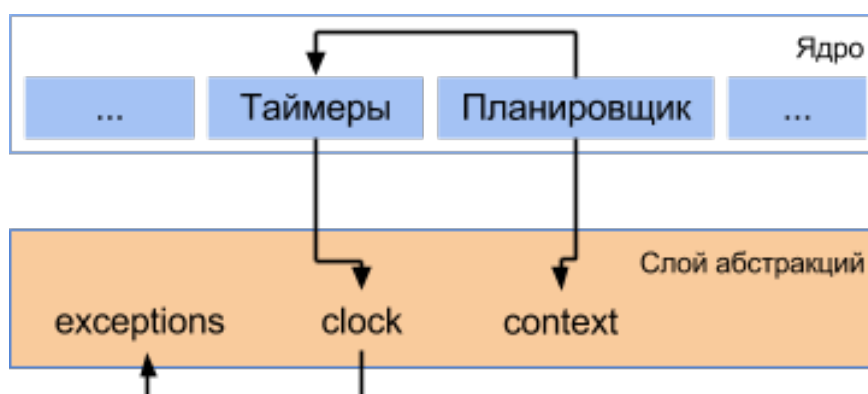 Ядро
... Таймеры Планировщик ...
Слой абстракций
exceptions clock context